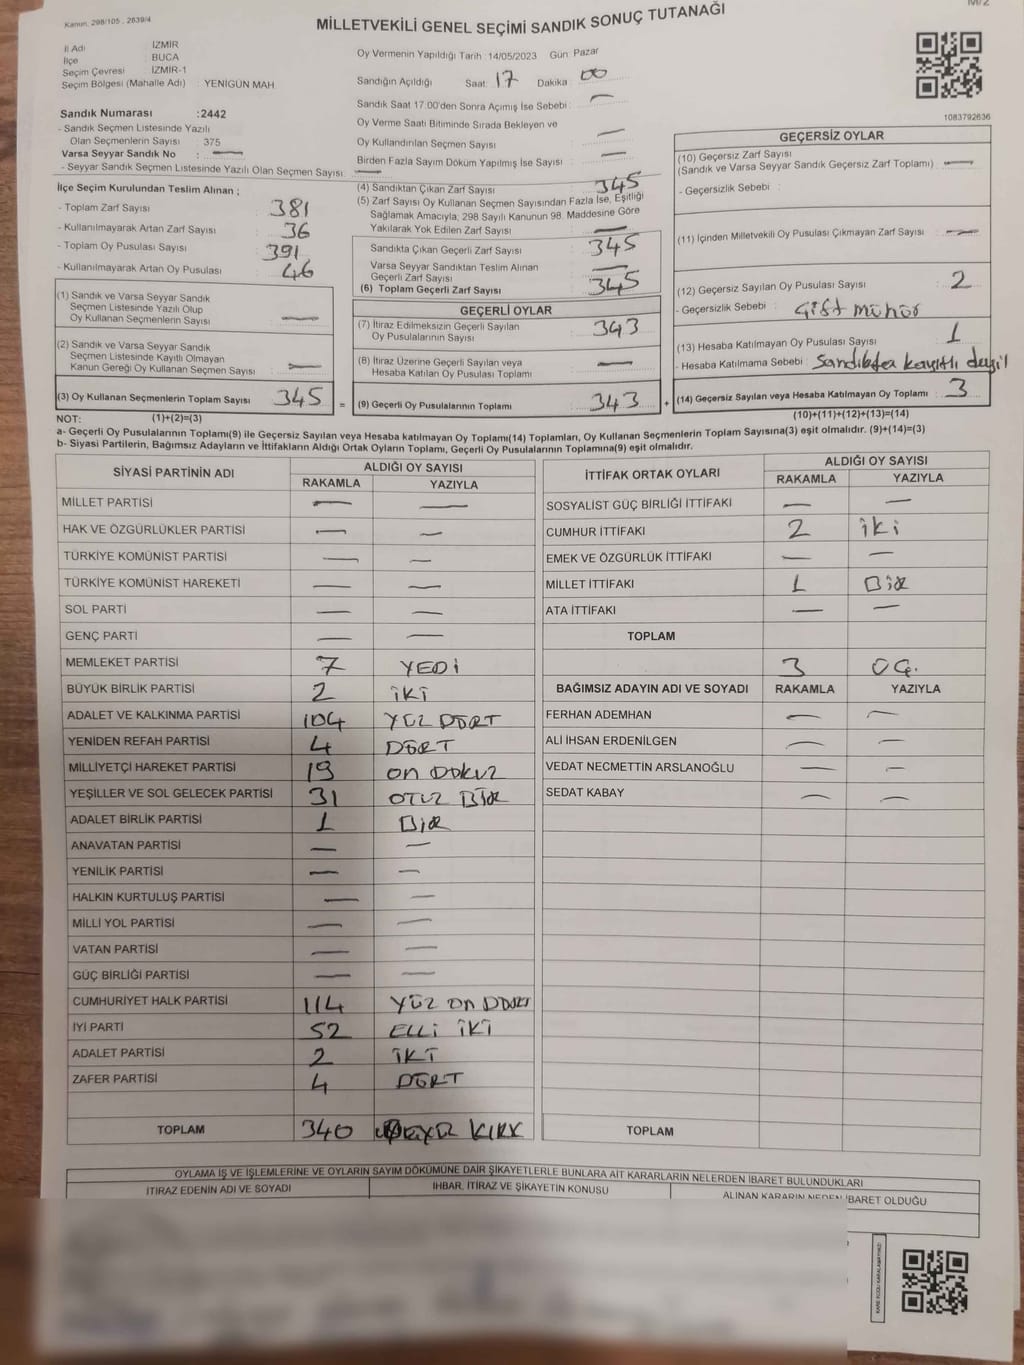 M/2
Kanun. 298/105 , 2839/4
MİLLETVEKİLİ GENEL SEÇİMİ SANDIK SONUÇ TUTANAĞI
İl Adı İZMİR
İlçe BUCA
Seçim Çevresi İZMİR-1
Seçim Bölgesi (Mahalle Adı) : YENİGÜN MAH.
Sandık Numarası :2442
- Sandık Seçmen Listesinde Yazılı
Olan Seçmenlerin Sayısı : 375
Varsa Seyyar Sandık No : —
- Seyyar Sandık Seçmen Listesinde Yazılı Olan Seçmen Sayısı: —
Oy Vermenin Yapıldığı Tarih :14/05/2023 Gün: Pazar
Sandığın Açıldığı Saat: 17 Dakika : 00
Sandık Saat 17.00'den Sonra Açımış İse Sebebi : —
Oy Verme Saati Bitiminde Sırada Bekleyen ve
Oy Kullandırılan Seçmen Sayısı : —
Birden Fazla Sayım Döküm Yapılmış İse Sayısı : —
1083792636
İlçe Seçim Kurulundan Teslim Alınan ;
- Toplam Zarf Sayısı : 381
- Kullanılmayarak Artan Zarf Sayısı : 36
- Toplam Oy Pusulası Sayısı : 391
- Kullanılmayarak Artan Oy Pusulası : 46
(1) Sandık ve Varsa Seyyar Sandık
Seçmen Listesinde Yazılı Olup
Oy Kullanan Seçmenlerin Sayısı : —
(2) Sandık ve Varsa Seyyar Sandık
Seçmen Listesinde Kayıtlı Olmayan
Kanun Gereği Oy Kullanan Seçmen Sayısı : —
(3) Oy Kullanan Seçmenlerin Toplam Sayısı : 345 =
(4) Sandıktan Çıkan Zarf Sayısı : 345
(5) Zarf Sayısı Oy Kullanan Seçmen Sayısından Fazla İse, Eşitliği
Sağlamak Amacıyla; 298 Sayılı Kanunun 98. Maddesine Göre
Yakılarak Yok Edilen Zarf Sayısı : —
Sandıkta Çıkan Geçerli Zarf Sayısı : 345
Varsa Seyyar Sandıktan Teslim Alınan
Geçerli Zarf Sayısı : —
(6) Toplam Geçerli Zarf Sayısı : 345
GEÇERLİ OYLAR
(7) İtiraz Edilmeksizin Geçerli Sayılan
Oy Pusulalarının Sayısı : 343
(8) İtiraz Üzerine Geçerli Sayılan veya
Hesaba Katılan Oy Pusulası Toplamı : —
(9) Geçerli Oy Pusulalarının Toplamı : 343 +
GEÇERSİZ OYLAR
(10) Geçersiz Zarf Sayısı
(Sandık ve Varsa Seyyar Sandık Geçersiz Zarf Toplamı) : —
- Geçersizlik Sebebi :
(11) İçinden Milletvekili Oy Pusulası Çıkmayan Zarf Sayısı : —
(12) Geçersiz Sayılan Oy Pusulası Sayısı : 2
- Geçersizlik Sebebi : Çift mühür
(13) Hesaba Katılmayan Oy Pusulası Sayısı : 1
- Hesaba Katılmama Sebebi : Sandıkta kayıtlı değil
(14) Geçersiz Sayılan veya Hesaba Katılmayan Oy Toplamı : 3
NOT: (1)+(2)=(3) (10)+(11)+(12)+(13)=(14)
a- Geçerli Oy Pusulalarının Toplamı(9) ile Geçersiz Sayılan veya Hesaba katılmayan Oy Toplamı(14) Toplamları, Oy Kullanan Seçmenlerin Toplam Sayısına(3) eşit olmalıdır. (9)+(14)=(3)
b- Siyasi Partilerin, Bağımsız Adayların ve İttifakların Aldığı Ortak Oyların Toplamı, Geçerli Oy Pusulalarının Toplamına(9) eşit olmalıdır.
SİYASİ PARTİNİN ADI ALDIĞI OY SAYISI
RAKAMLA YAZIYLA
MİLLET PARTİSİ — —
HAK VE ÖZGÜRLÜKLER PARTİSİ — —
TÜRKİYE KOMÜNİST PARTİSİ — —
TÜRKİYE KOMÜNİST HAREKETİ — —
SOL PARTİ — —
GENÇ PARTİ — —
MEMLEKET PARTİSİ 7 YEDİ
BÜYÜK BİRLİK PARTİSİ 2 İKİ
ADALET VE KALKINMA PARTİSİ 104 YÜZ DÖRT
YENİDEN REFAH PARTİSİ 4 DÖRT
MİLLİYETÇİ HAREKET PARTİSİ 19 on DOKUZ
YEŞİLLER VE SOL GELECEK PARTİSİ 31 OTUZ BİR
ADALET BİRLİK PARTİSİ 1 BİR
ANAVATAN PARTİSİ — —
YENİLİK PARTİSİ — —
HALKIN KURTULUŞ PARTİSİ — —
MİLLİ YOL PARTİSİ — —
VATAN PARTİSİ — —
GÜÇ BİRLİĞİ PARTİSİ — —
CUMHURİYET HALK PARTİSİ 114 YÜZ ON DÖRT
İYİ PARTİ 52 ELLİ İKİ
ADALET PARTİSİ 2 İKİ
ZAFER PARTİSİ 4 DÖRT
TOPLAM 340 KIRK
İTTİFAK ORTAK OYLARI ALDIĞI OY SAYISI
RAKAMLA YAZIYLA
SOSYALİST GÜÇ BİRLİĞİ İTTİFAKI — —
CUMHUR İTTİFAKI 2 İki
EMEK VE ÖZGÜRLÜK İTTİFAKI — —
MİLLET İTTİFAKI 1 Bir
ATA İTTİFAKI — —
TOPLAM
3 ÜÇ.
BAĞIMSIZ ADAYIN ADI VE SOYADI RAKAMLA YAZIYLA
FERHAN ADEMHAN — —
ALİ İHSAN ERDENİLGEN — —
VEDAT NECMETTİN ARSLANOĞLU — —
SEDAT KABAY — —
TOPLAM
OYLAMA İŞ VE İŞLEMLERİNE VE OYLARIN SAYIM DÖKÜMÜNE DAİR ŞİKAYETLERLE BUNLARA AİT KARARLARIN NELERDEN İBARET BULUNDUKLARI
İTİRAZ EDENİN ADI VE SOYADI İHBAR, İTİRAZ VE ŞİKAYETİN KONUSU ALINAN KARARIN NEDEN İBARET OLDUĞU
KARE KODU KARALAMAYINIZ!